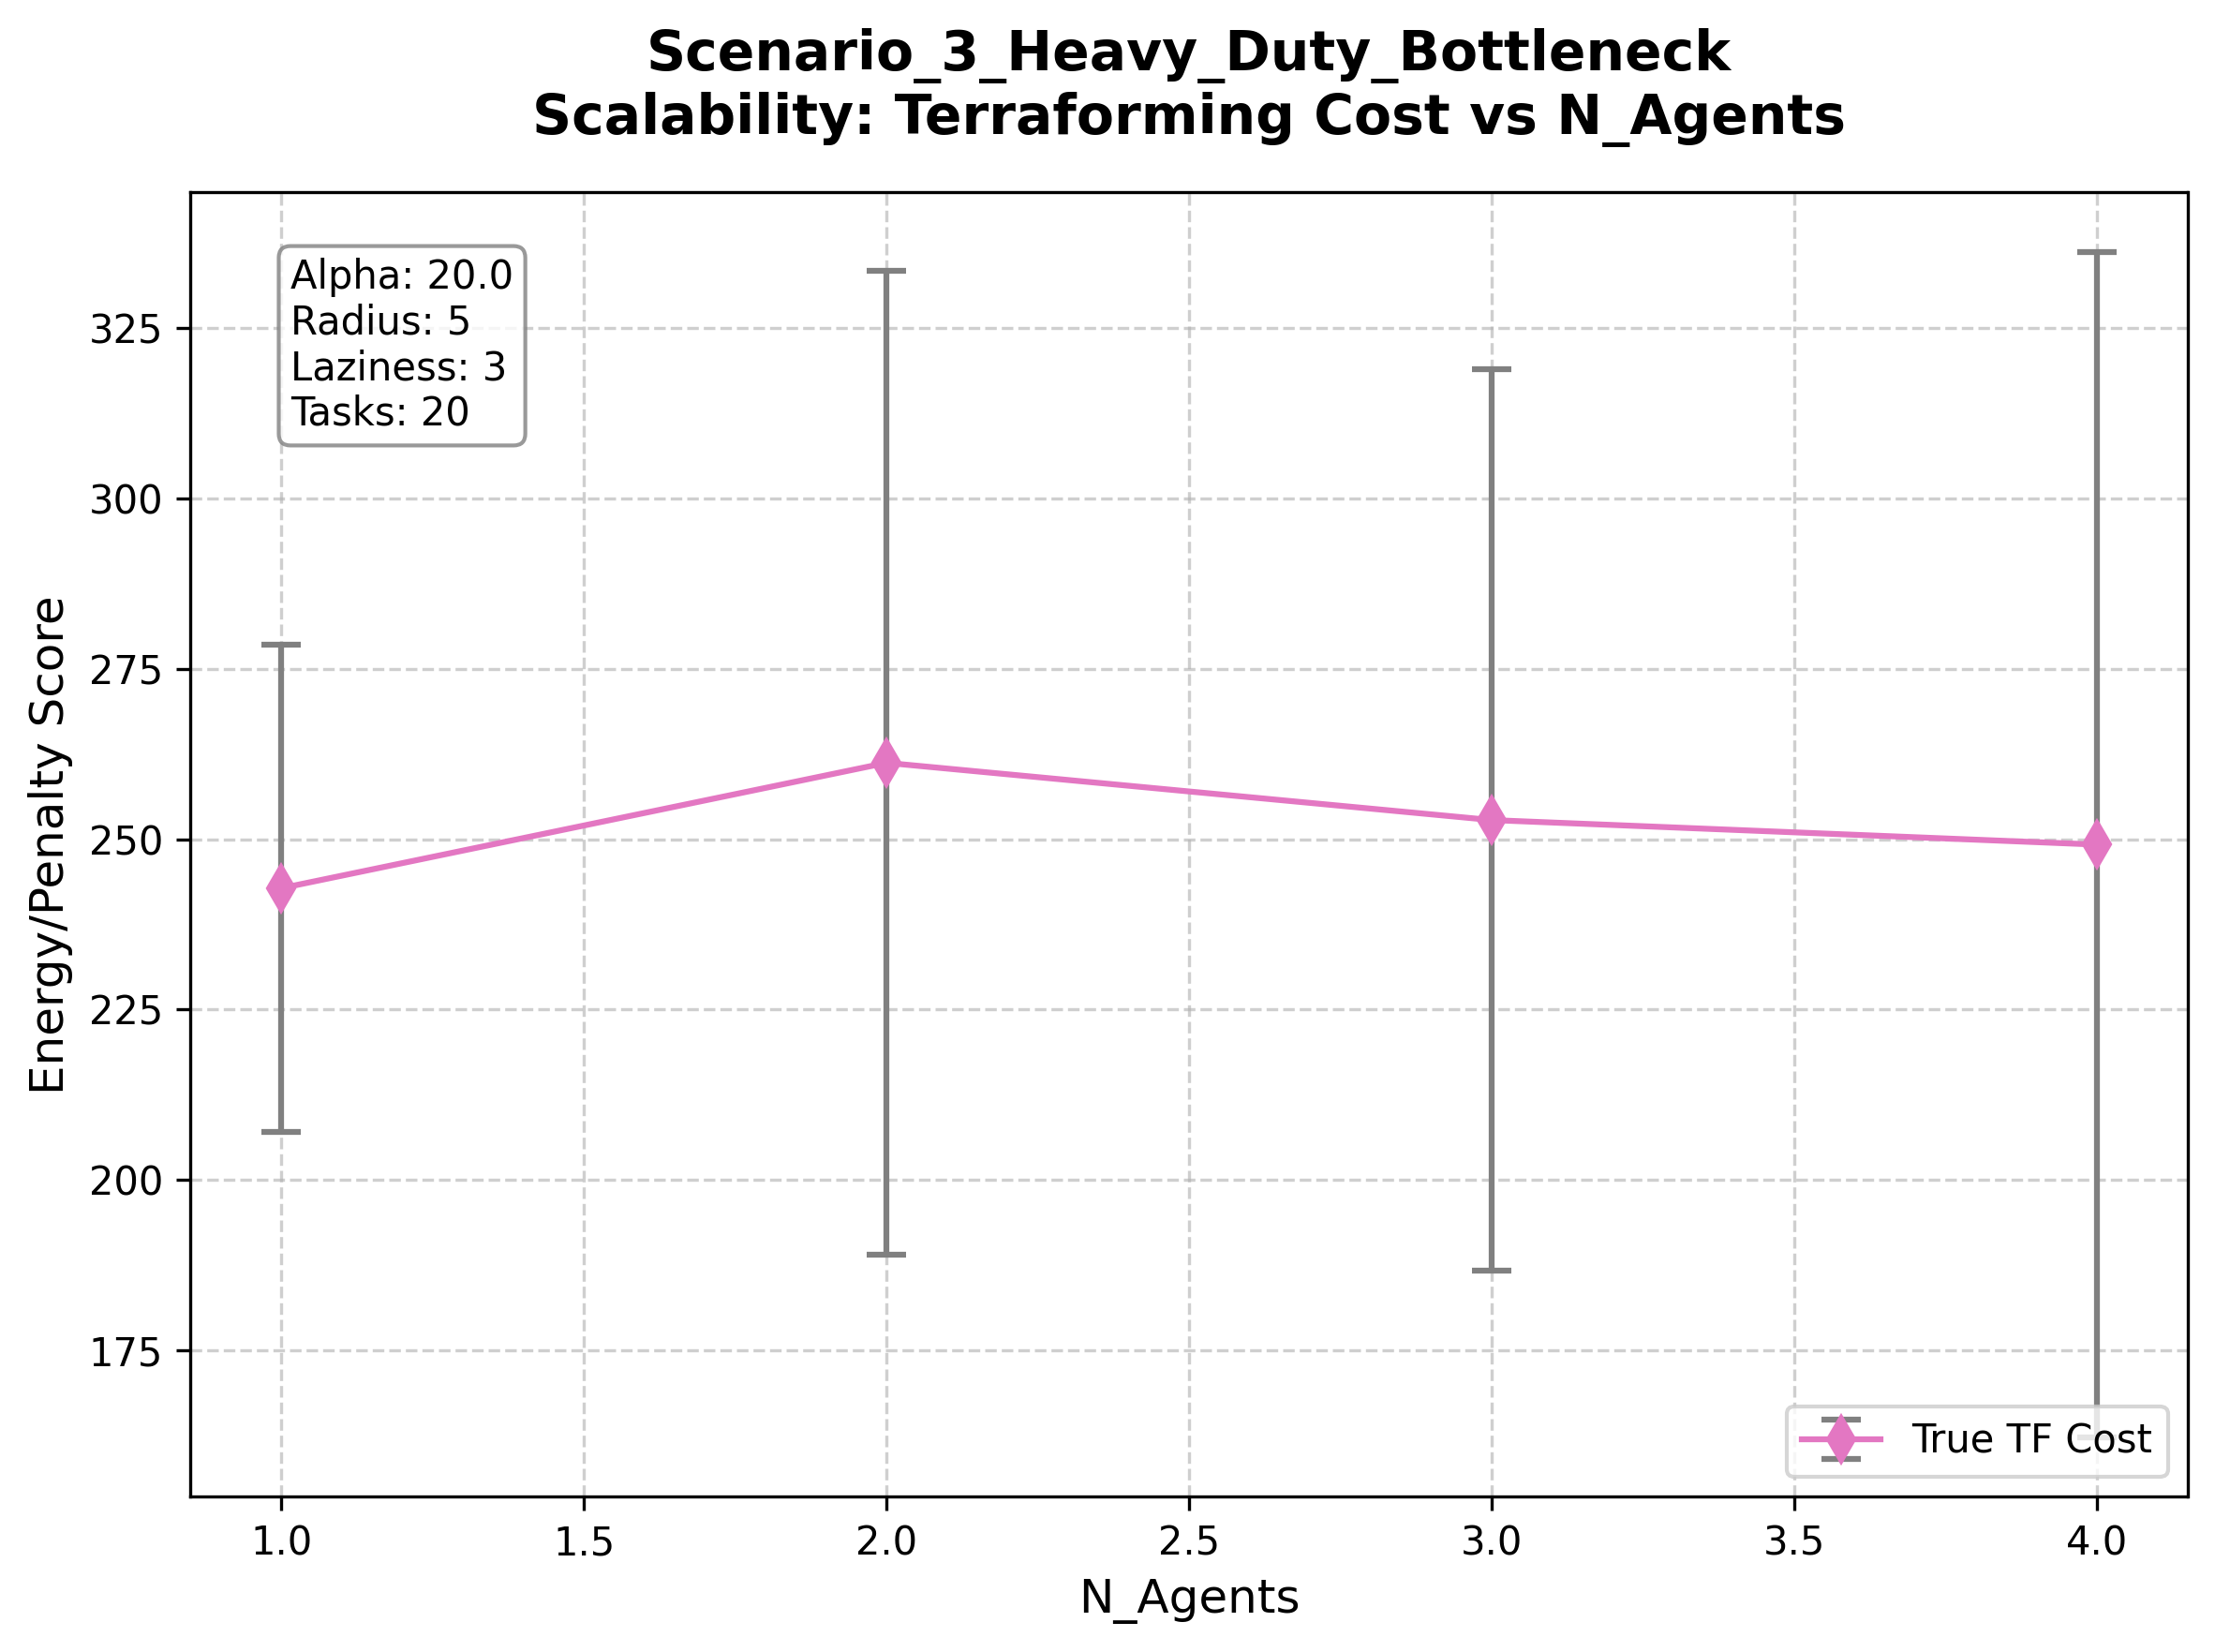 Scenario_3_Heavy_Duty_Bottleneck
Scalability: Terraforming Cost vs N_Agents
Alpha: 20.0
Radius: 5
Laziness: 3
Tasks: 20
325
300
275
250
225
200
175
Energy/Penalty Score
True TF Cost
1.0 1.5 2.0 2.5 3.0 3.5 4.0
N_Agents